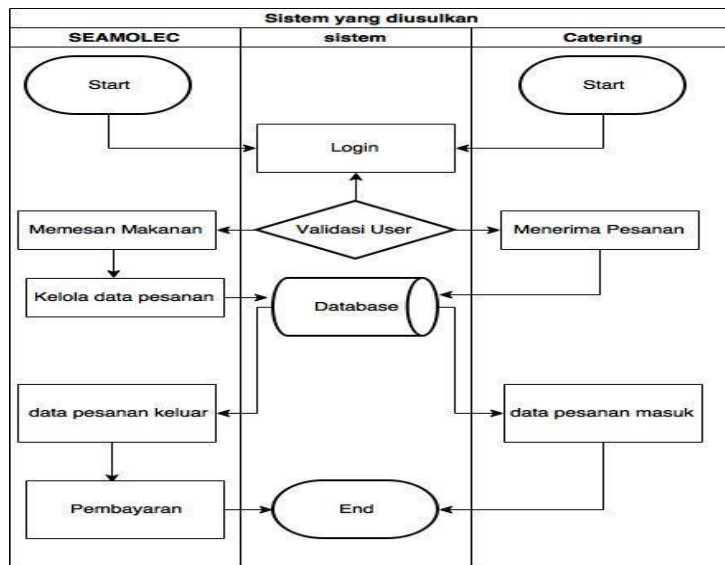 Sistem yang diusulkan
SEAMOLEC
sistem
Catering
Start
Start
Login
Memesan Makanan
Validasi User
Menerima Pesanan
Kelola data pesanan
Database
data pesanan keluar
data pesanan masuk
Pembayaran
End